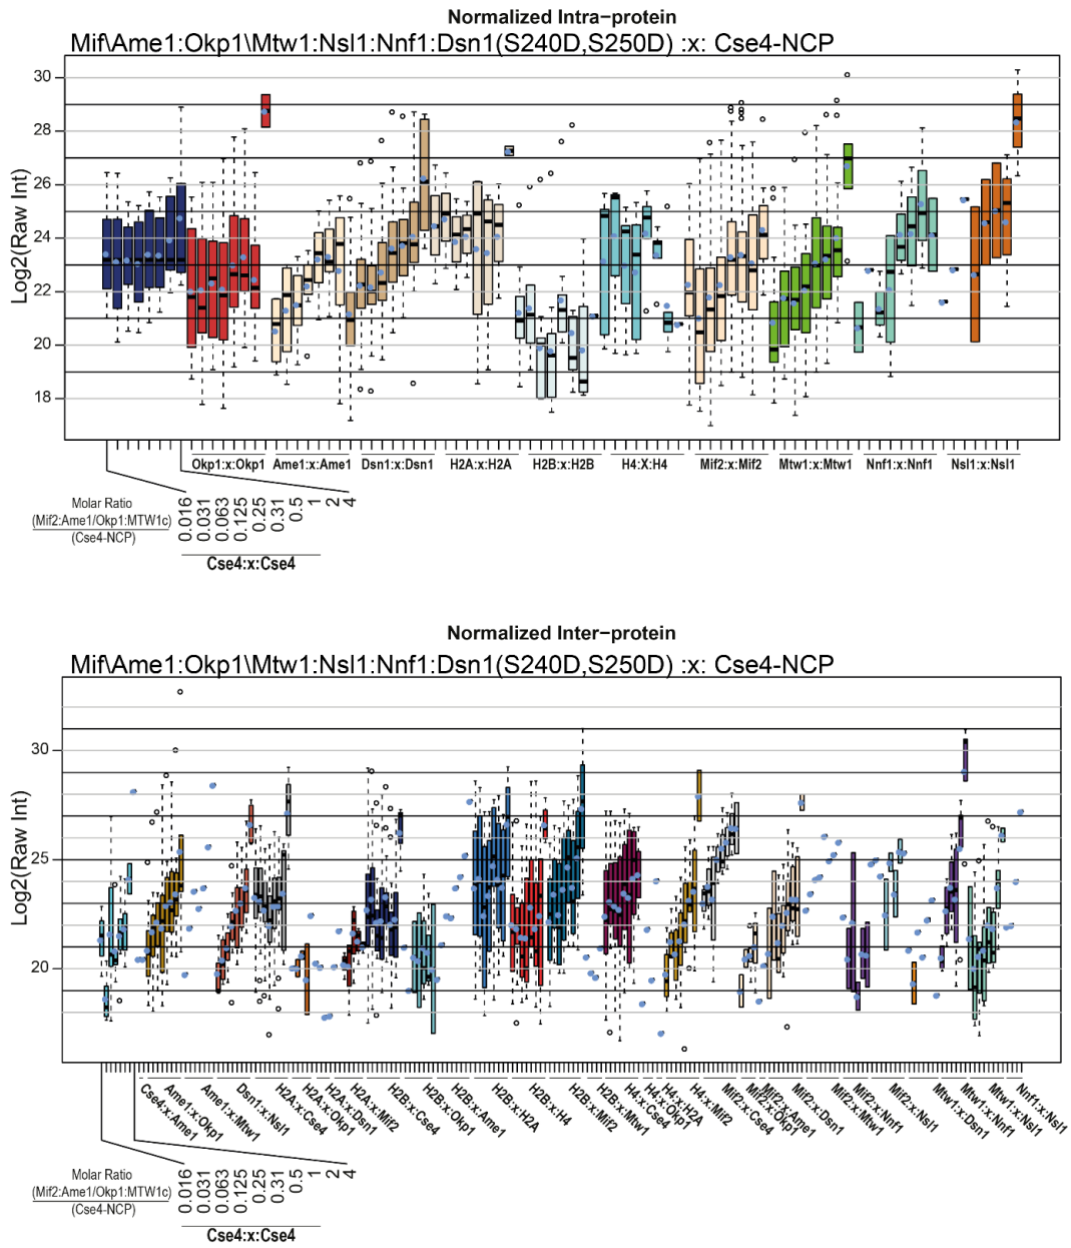 Normalized Intra−protein
Mif\Ame1:Okp1\Mtw1:Nsl1:Nnf1:Dsn1(S240D,S250D) :x: Cse4-NCP
Log2(Raw Int)
30
28
26
24
22
20
18
Okp1:x:Okp1 Ame1:x:Ame1 Dsn1:x:Dsn1 H2A:x:H2A H2B:x:H2B H4:X:H4 Mif2:x:Mif2 Mtw1:x:Mtw1 Nnf1:x:Nnf1 Nsl1:x:Nsl1
Molar Ratio
(Mif2:Ame1/Okp1:MTW1c)
(Cse4-NCP)
0.016 0.031 0.063 0.125 0.25 0.31 0.5 1 2 4
Cse4:x:Cse4
Normalized Inter−protein
Mif\Ame1:Okp1\Mtw1:Nsl1:Nnf1:Dsn1(S240D,S250D) :x: Cse4-NCP
Log2(Raw Int)
30
25
20
Cse4:x:Ame1 Ame1:x:Okp1 Ame1:x:Mtw1 Dsn1:x:Nsl1 H2A:x:Cse4 H2A:x:Okp1 H2A:x:Dsn1 H2A:x:Mif2 H2B:x:Cse4 H2B:x:Okp1 H2B:x:Ame1 H2B:x:H2A H2B:x:H4 H2B:x:Mif2 H2B:x:Mtw1 H4:x:Cse4 H4:x:Okp1 H4:x:H2A H4:x:Mif2 Mif2:x:Cse4 Mif2:x:Okp1 Mif2:x:Ame1 Mif2:x:Dsn1 Mif2:x:Mtw1 Mif2:x:Nnf1 Mif2:x:Nsl1 Mtw1:x:Dsn1 Mtw1:x:Nnf1 Mtw1:x:Nsl1 Nnf1:x:Nsl1
Molar Ratio
(Mif2:Ame1/Okp1:MTW1c)
(Cse4-NCP)
0.016 0.031 0.063 0.125 0.25 0.31 0.5 1 2 4
Cse4:x:Cse4